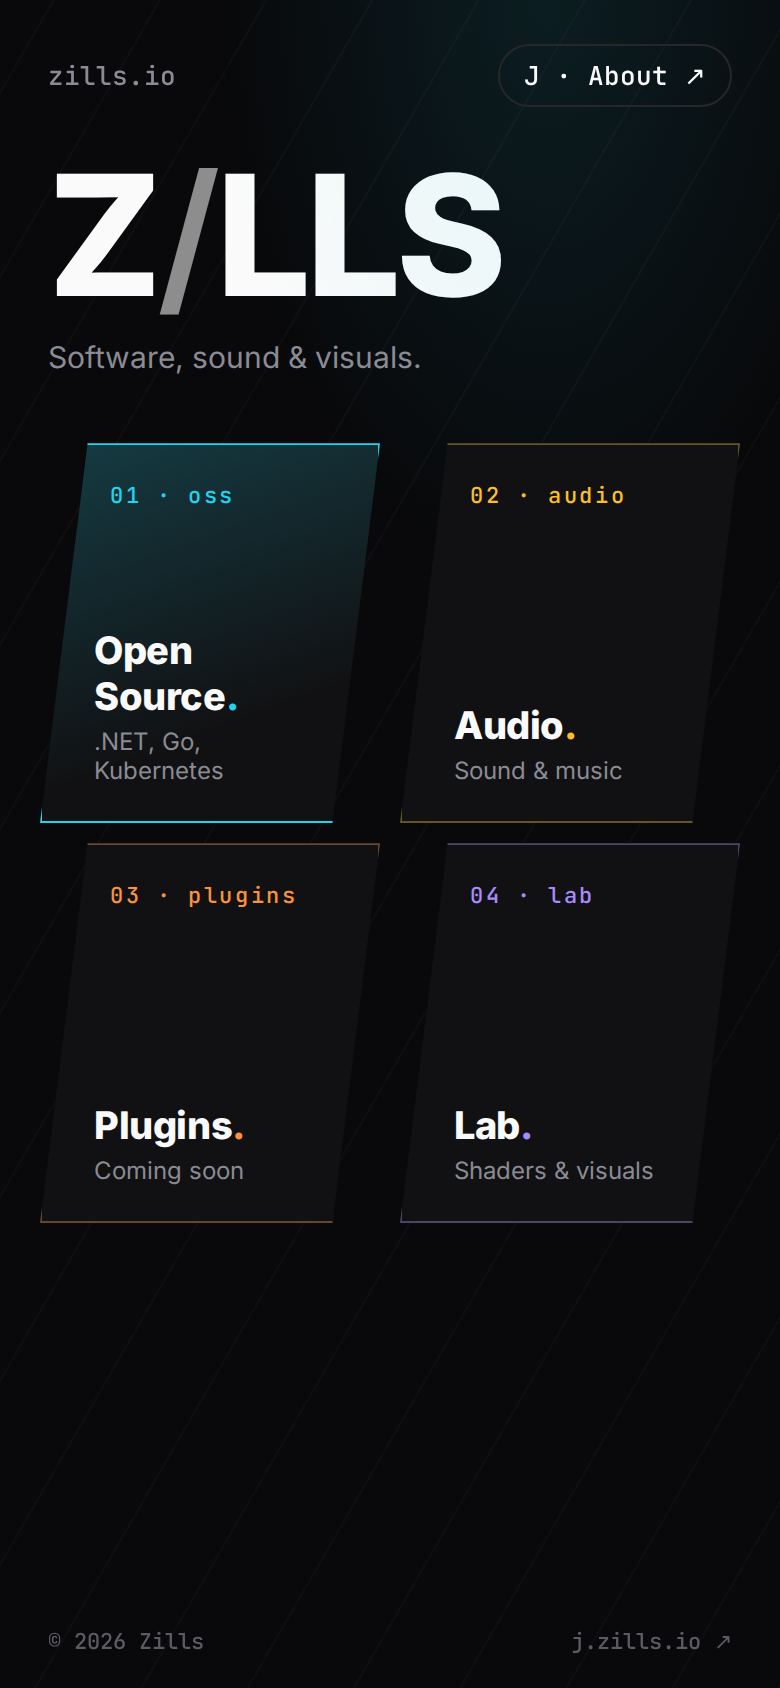 zills.io
J · About ↗
Z/LLS
Software, sound & visuals.
01 · oss
Open
Source.
.NET, Go,
Kubernetes
02 · audio
Audio.
Sound & music
03 · plugins
Plugins.
Coming soon
04 · lab
Lab.
Shaders & visuals
© 2026 Zills
j.zills.io ↗